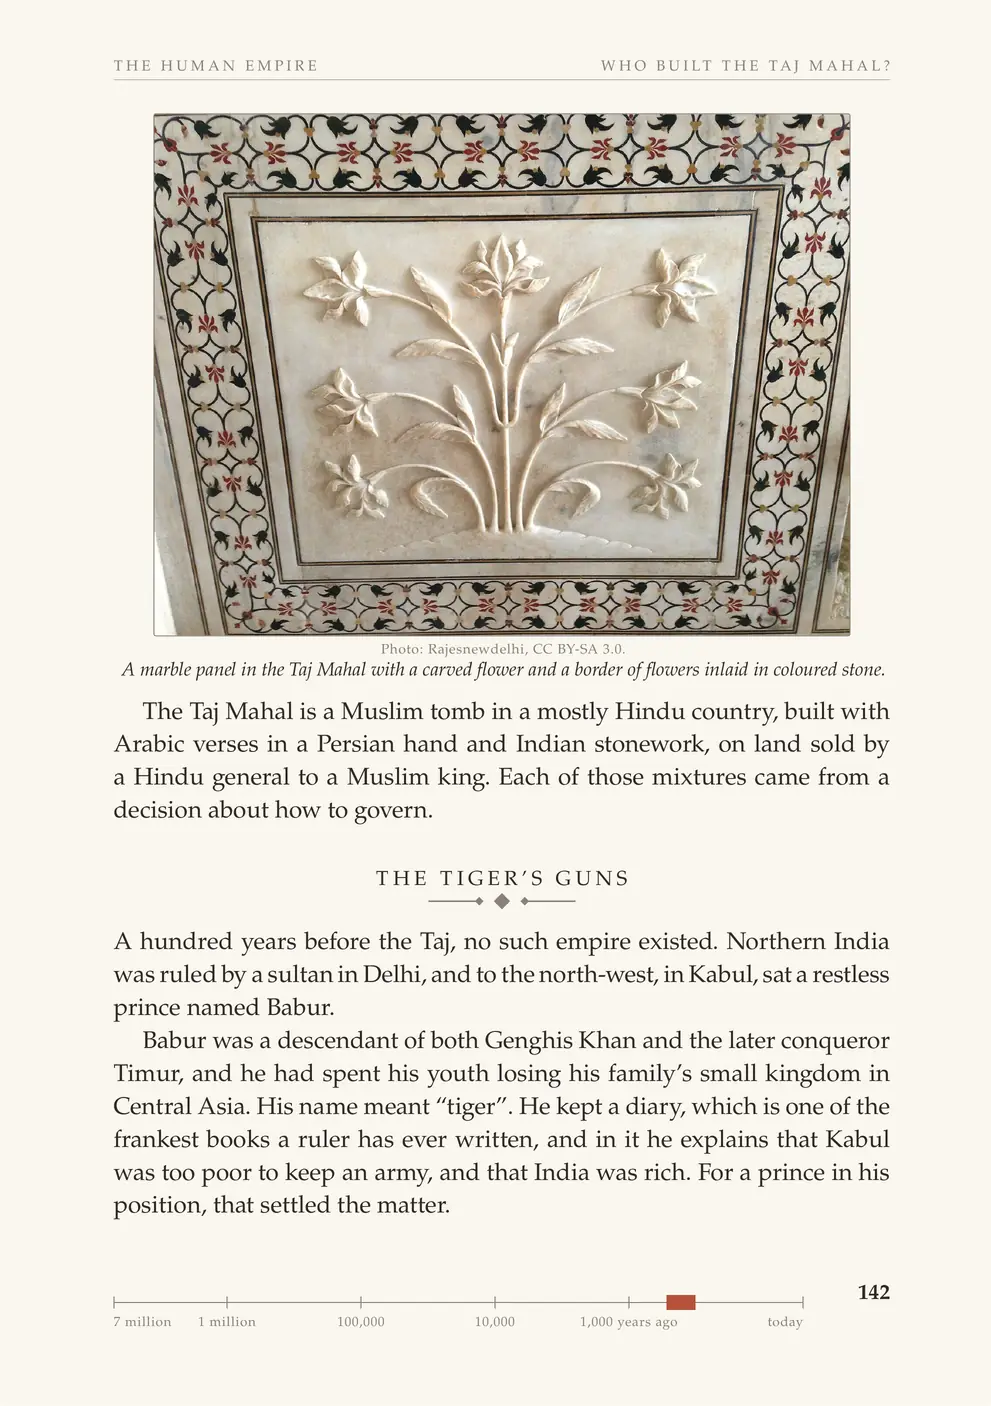 THE HUMAN EMPIRE
WHO BUILT THE TAJ MAHAL?
Photo: Rajesnewdelhi, CC BY-SA 3.0.
A marble panel in the Taj Mahal with a carved flower and a border of flowers inlaid in coloured stone.
The Taj Mahal is a Muslim tomb in a mostly Hindu country, built with
Arabic verses in a Persian hand and Indian stonework, on land sold by
a Hindu general to a Muslim king. Each of those mixtures came from a
decision about how to govern.
THE TIGER’S GUNS
A hundred years before the Taj, no such empire existed. Northern India
was ruled by a sultan in Delhi, and to the north-west, in Kabul, sat a restless
prince named Babur.
Babur was a descendant of both Genghis Khan and the later conqueror
Timur, and he had spent his youth losing his family’s small kingdom in
Central Asia. His name meant “tiger”. He kept a diary, which is one of the
frankest books a ruler has ever written, and in it he explains that Kabul
was too poor to keep an army, and that India was rich. For a prince in his
position, that settled the matter.
142
7 million 1 million 100,000 10,000 1,000 years ago today